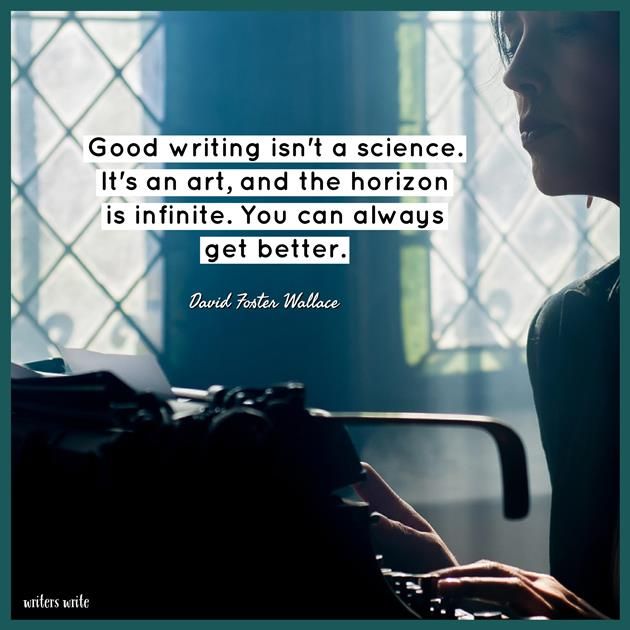 Good writing isn't a science.
It's an art, and the horizon
is infinite. You can always
get better.
David Foster Wallace
writers write